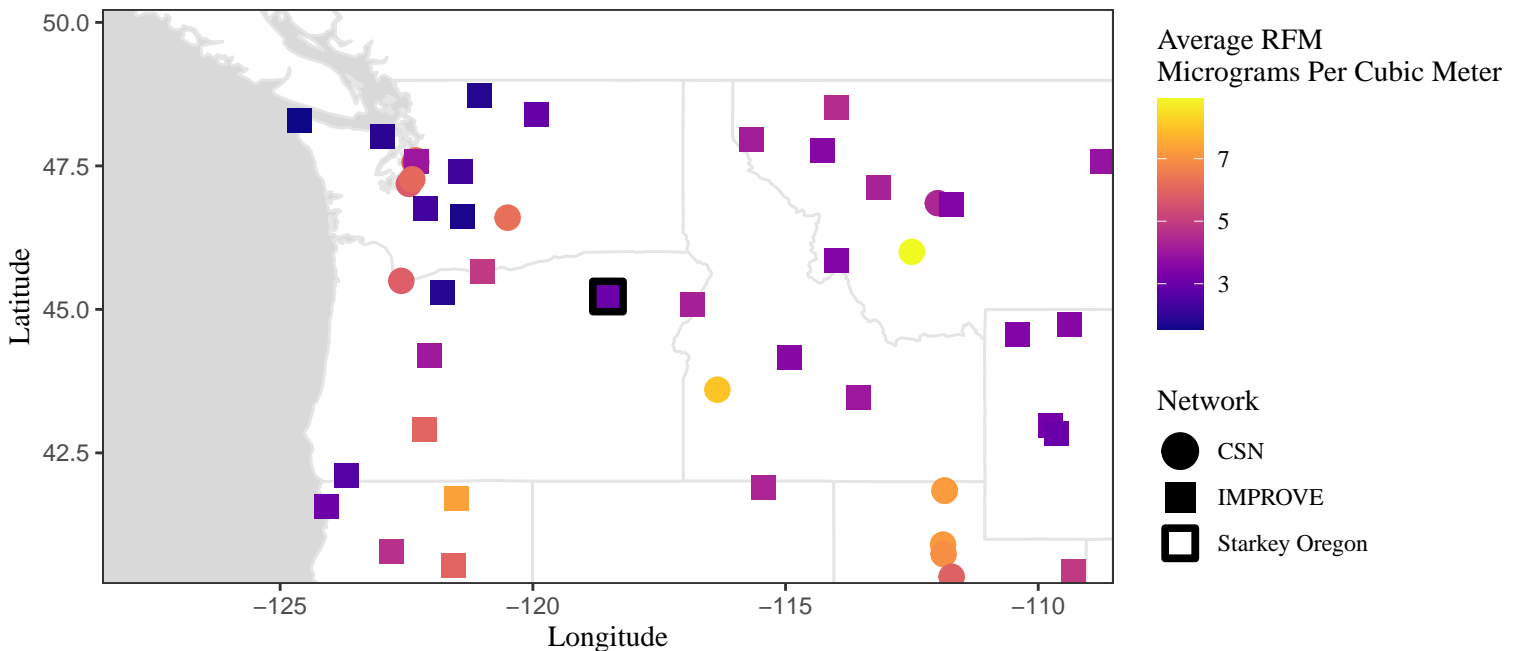 50.0
47.5
45.0
42.5
Latitude
−125
−120
−115
−110
Longitude
Average RFM
Micrograms Per Cubic Meter
7
5
3
Network
CSN
IMPROVE
Starkey Oregon